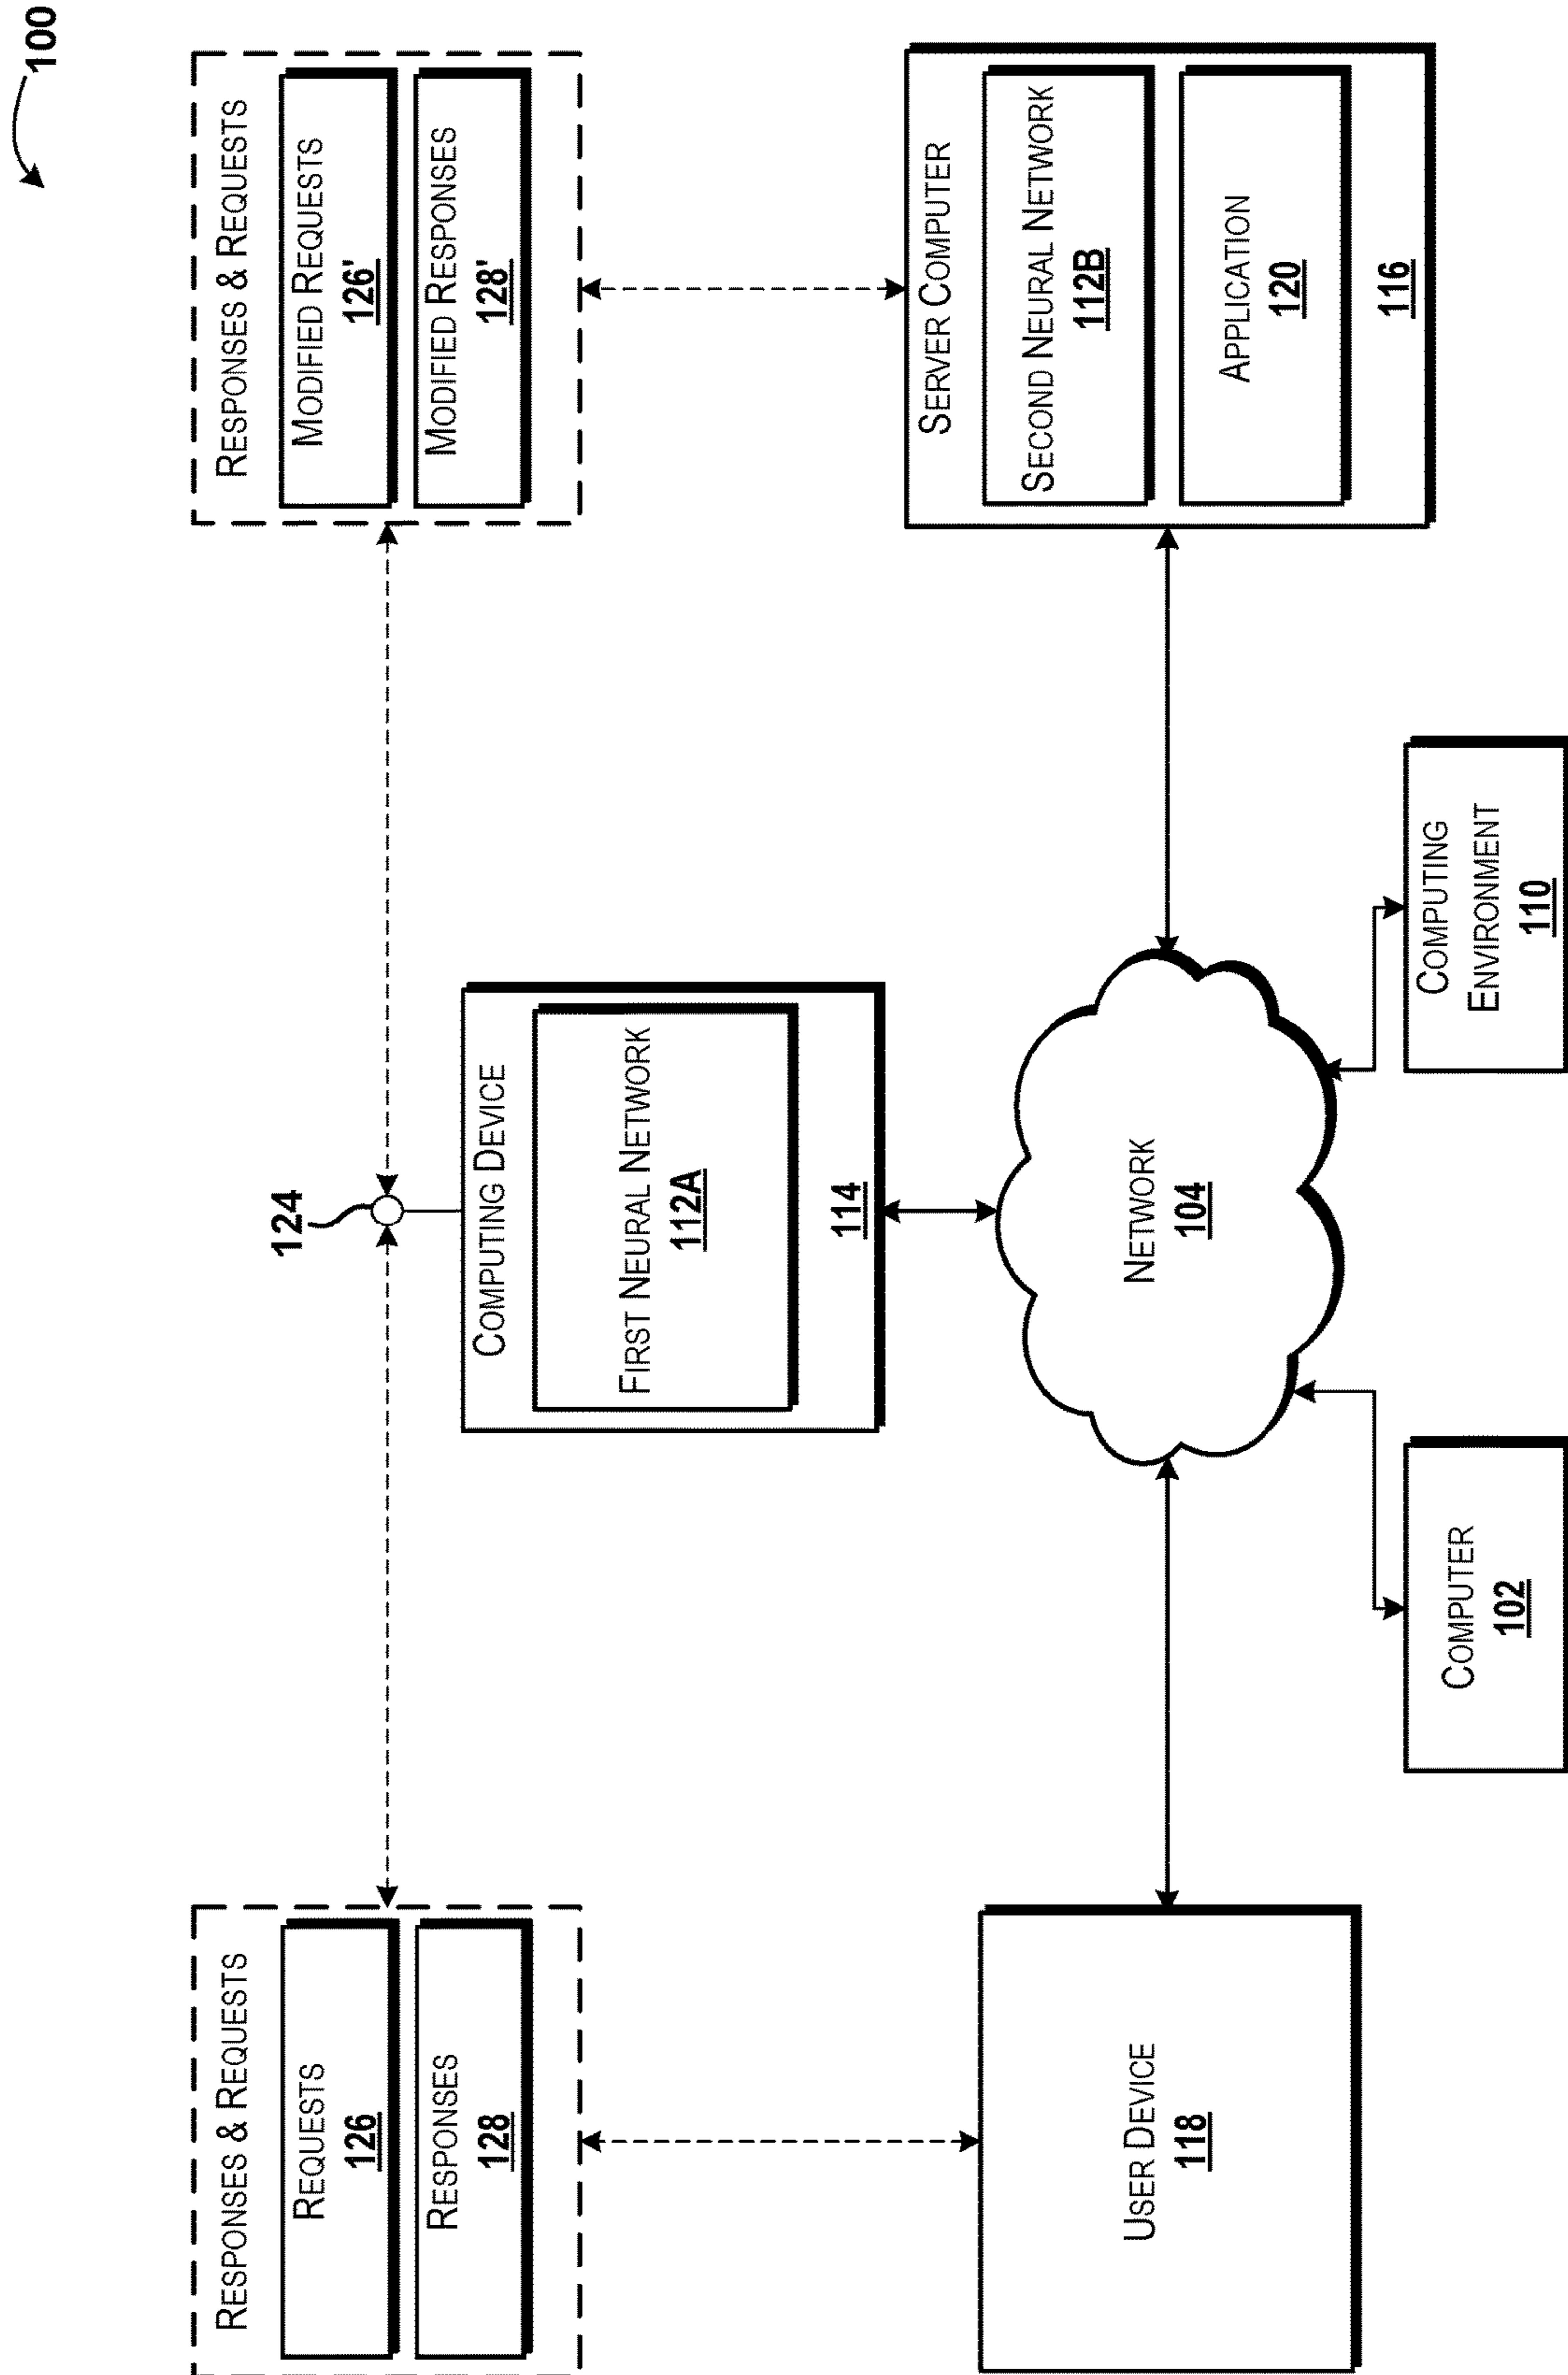 100
RESPONSES & REQUESTS
REQUESTS
126
RESPONSES
128
124
RESPONSES & REQUESTS
MODIFIED REQUESTS
126'
MODIFIED RESPONSES
128'
COMPUTING DEVICE
FIRST NEURAL NETWORK
112A
114
USER DEVICE
118
NETWORK
104
SERVER COMPUTER
SECOND NEURAL NETWORK
112B
APPLICATION
120
116
COMPUTER
102
COMPUTING
ENVIRONMENT
110